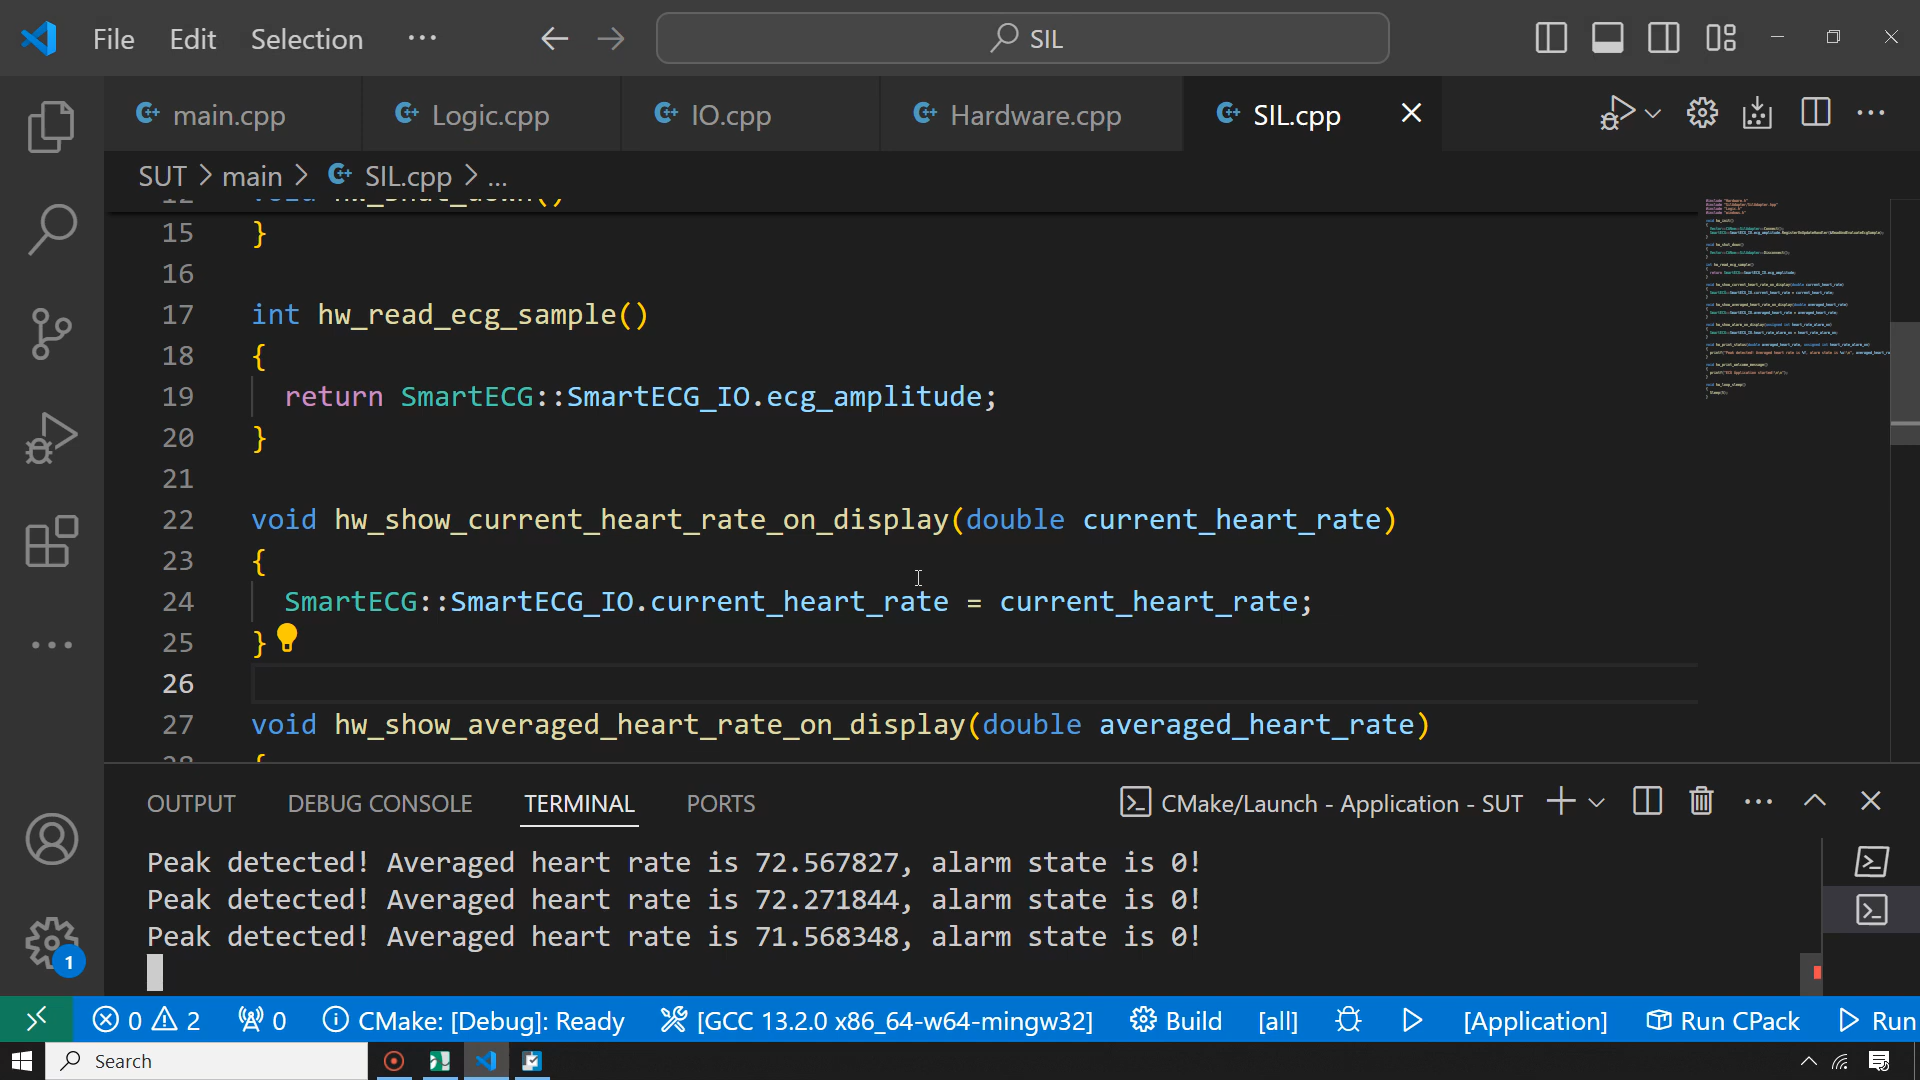 File Edit Selection ... SIL
main.cpp Logic.cpp IO.cpp Hardware.cpp SIL.cpp
SUT > main > SIL.cpp > ...
15 }
16
17 int hw_read_ecg_sample()
18 {
19 return SmartECG::SmartECG_IO.ecg_amplitude;
20 }
21
22 void hw_show_current_heart_rate_on_display(double current_heart_rate)
23 {
24 SmartECG::SmartECG_IO.current_heart_rate = current_heart_rate;
25 }
26
27 void hw_show_averaged_heart_rate_on_display(double averaged_heart_rate)
OUTPUT DEBUG CONSOLE TERMINAL PORTS CMake/Launch - Application - SUT
Peak detected! Averaged heart rate is 72.567827, alarm state is 0!
Peak detected! Averaged heart rate is 72.271844, alarm state is 0!
Peak detected! Averaged heart rate is 71.568348, alarm state is 0!
1
0 2 0 CMake: [Debug]: Ready [GCC 13.2.0 x86_64-w64-mingw32] Build [all] [Application] Run CPack Run
Search